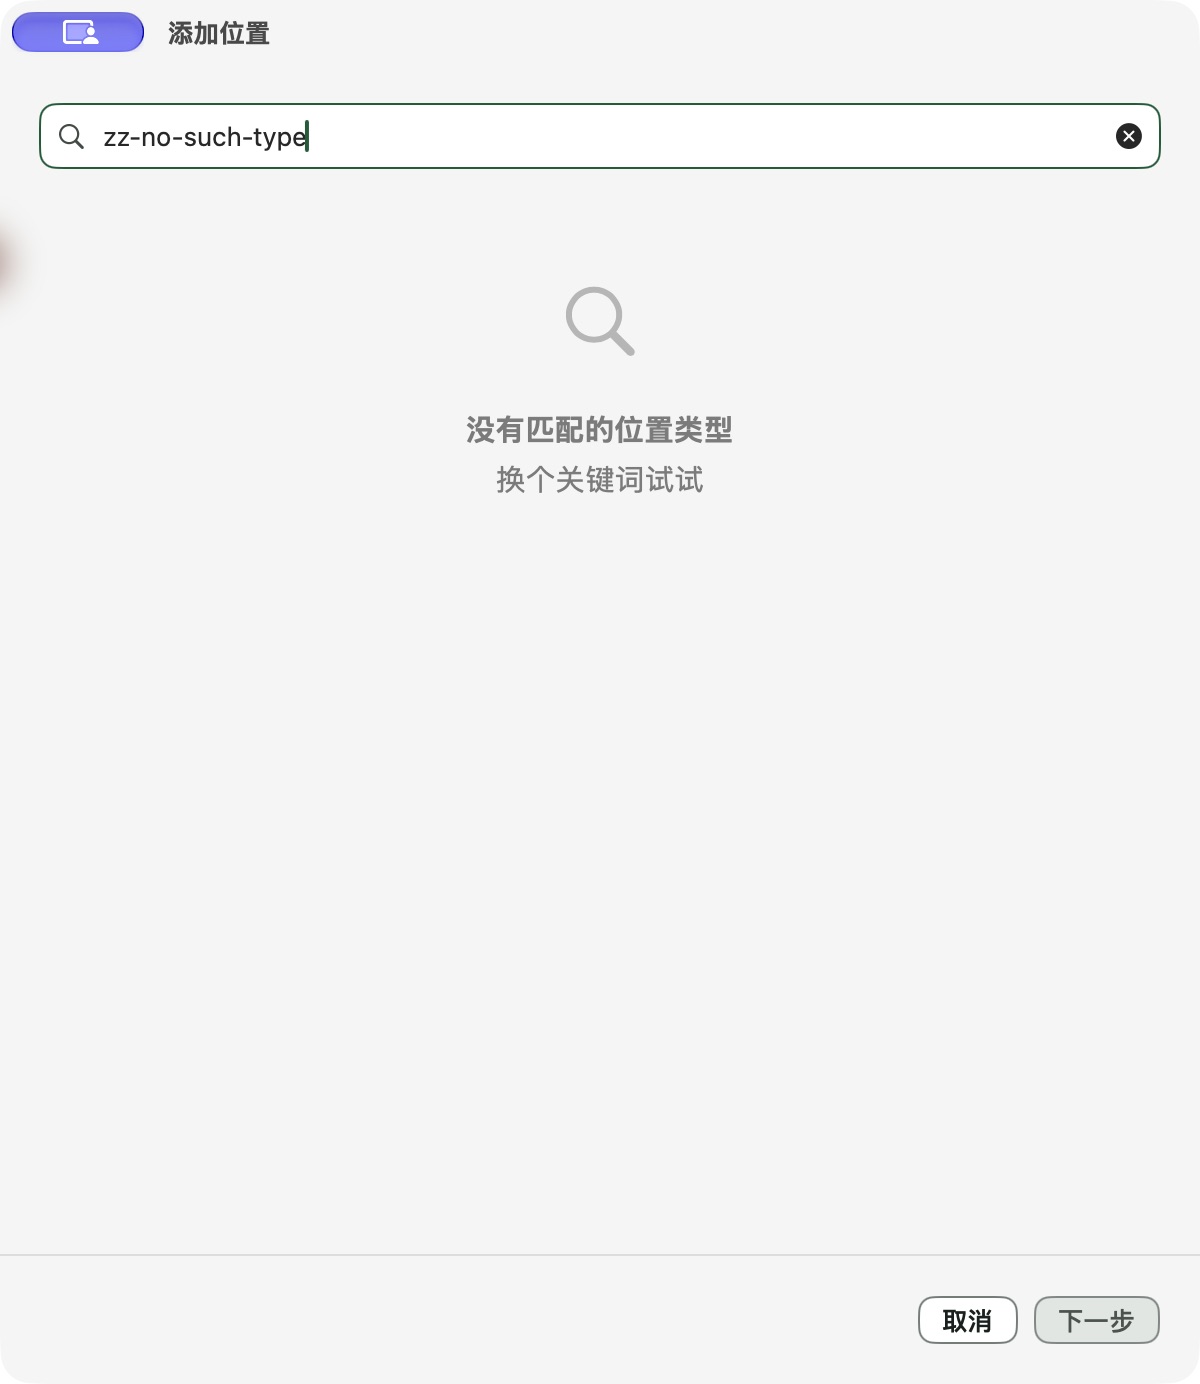 添加位置
zz-no-such-type
没有匹配的位置类型
换个关键词试试
取消
下一步